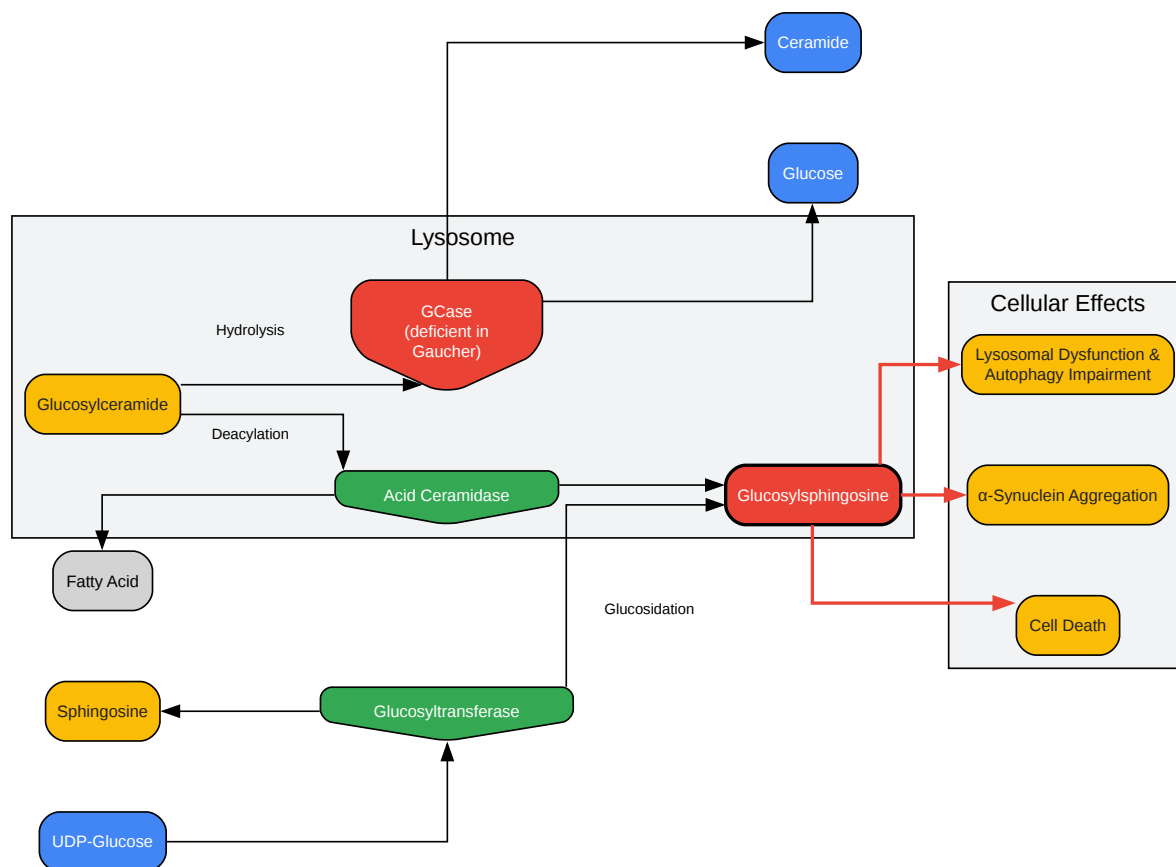 Ceramide
Glucose
Lysosome
GCase
(deficient in
Gaucher)
Hydrolysis
Glucosylceramide
Deacylation
Acid Ceramidase
Glucosylsphingosine
Cellular Effects
Lysosomal Dysfunction &
Autophagy Impairment
α-Synuclein Aggregation
Cell Death
Fatty Acid
Glucosidation
Sphingosine
Glucosyltransferase
UDP-Glucose